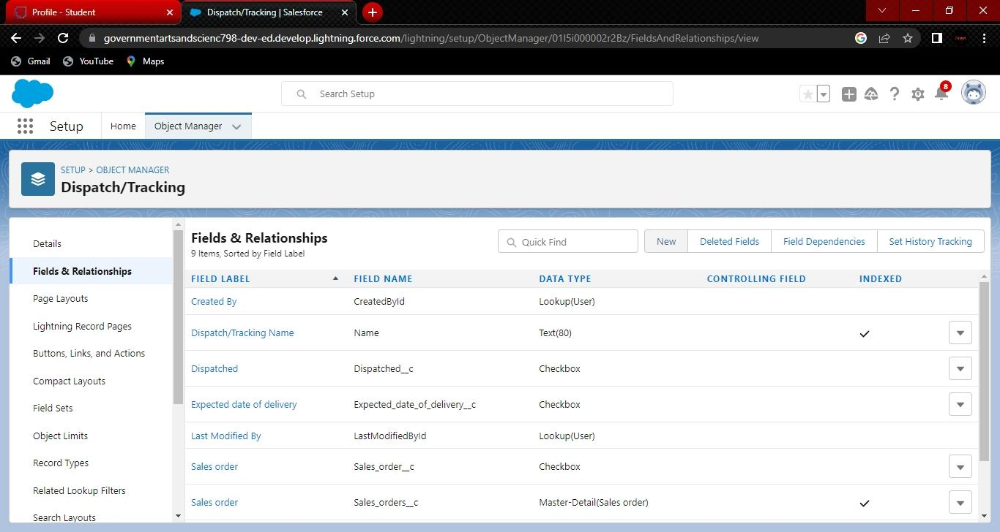 Profile - Student
Dispatch/Tracking | Salesforce
governmentartsandscienc798-dev-ed.develop.lightning.force.com/lightning/setup/ObjectManager/01I5i000002r2Bz/FieldsAndRelationships/view
Gmail YouTube Maps
Search Setup
8
Setup Home Object Manager
SETUP > OBJECT MANAGER
Dispatch/Tracking
Details
Fields & Relationships
Page Layouts
Lightning Record Pages
Buttons, Links, and Actions
Compact Layouts
Field Sets
Object Limits
Record Types
Related Lookup Filters
Search Layouts
Fields & Relationships
9 Items, Sorted by Field Label
Quick Find
New Deleted Fields Field Dependencies Set History Tracking
FIELD LABEL FIELD NAME DATA TYPE CONTROLLING FIELD INDEXED
Created By CreatedById Lookup(User)
Dispatch/Tracking Name Name Text(80)
Dispatched Dispatched__c Checkbox
Expected date of delivery Expected_date_of_delivery__c Checkbox
Last Modified By LastModifiedById Lookup(User)
Sales order Sales_order__c Checkbox
Sales order Sales_orders__c Master-Detail(Sales order)